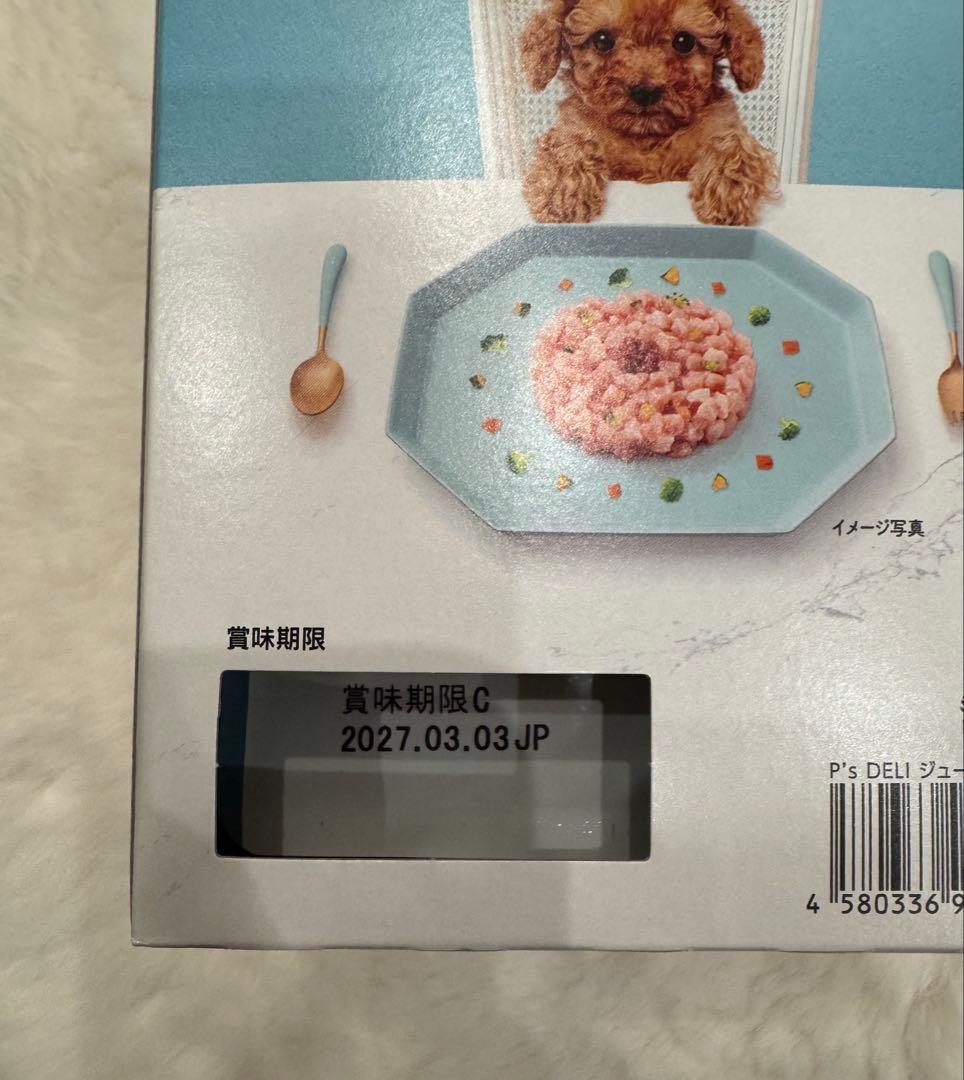 イメージ写真
賞味期限
賞味期限C
2027.03.03JP
P's DELI ジュー
4 580336 9